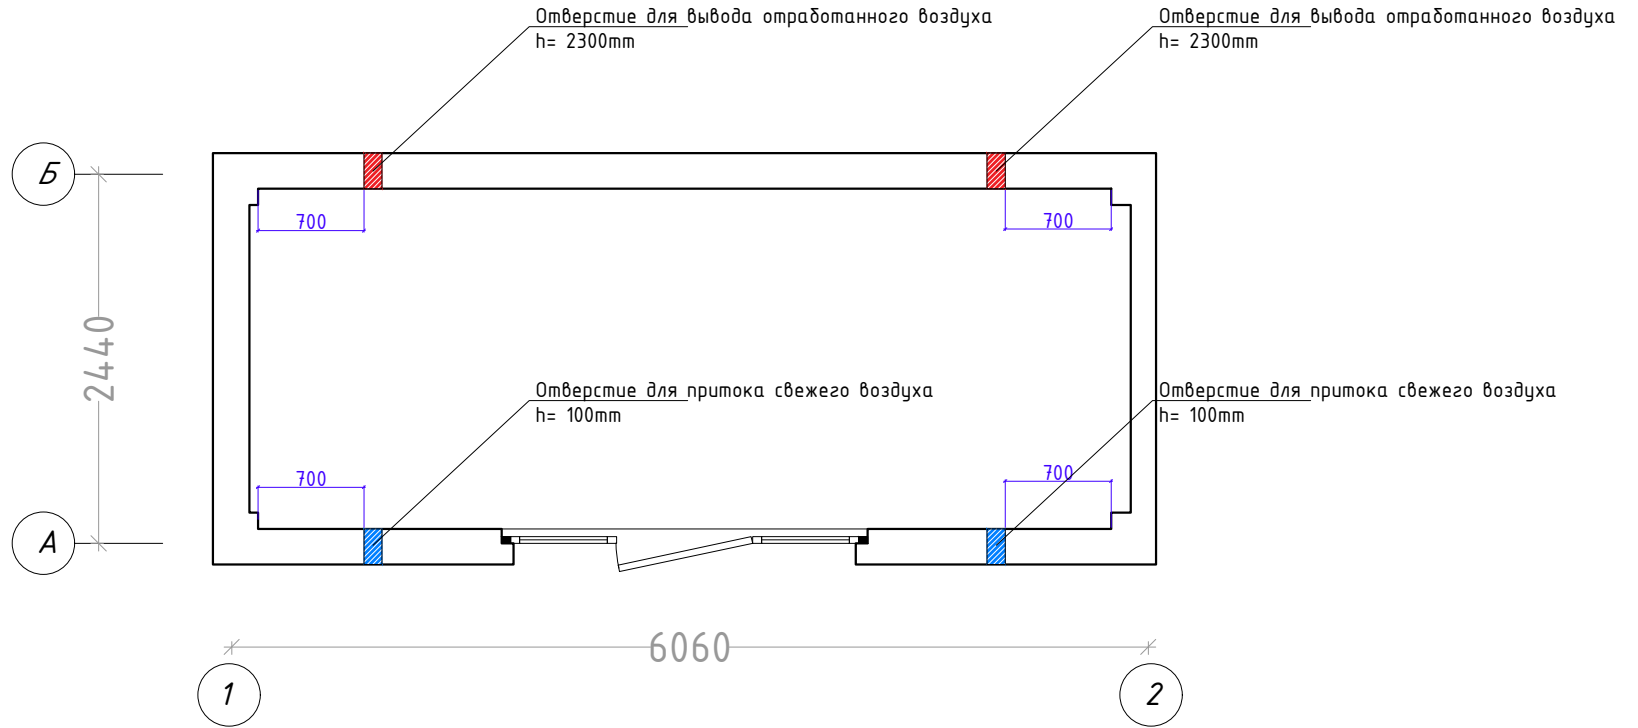 Отверстие для вывода отработанного воздуха
h= 2300mm
Отверстие для вывода отработанного воздуха
h= 2300mm
Б
700
700
2440
Отверстие для притока свежего воздуха
h= 100mm
Отверстие для притока свежего воздуха
h= 100mm
700
700
А
6060
1
2